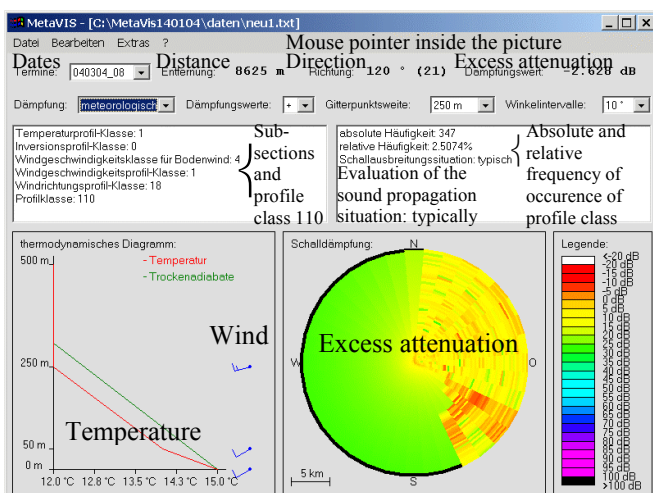 MetaVIS - [C:\MetaVis140104\daten\neu1.txt]
Datei Bearbeiten Extras ?
Mouse pointer inside the picture
Dates Distance Direction Excess attenuation
Termine: 040304_08 Entfernung: 8625 m Richtung: 120 ° (21) Dämpfungswert: -2.628 dB
Dämpfung: meteorologisch Dämpfungswerte: + Gitterpunktsweite: 250 m Winkelintervalle: 10 °
Temperaturprofil-Klasse: 1
Inversionsprofil-Klasse: 0
Windgeschwindigkeitsklasse für Bodenwind: 4
Windgeschwindigkeitsprofil-Klasse: 1
Windrichtungsprofil-Klasse: 18
Profilklasse: 110
Sub-
sections
and
profile
class 110
absolute Häufigkeit: 347
relative Häufigkeit: 2.5074%
Schallausbreitungssituation: typisch
Evaluation of the
sound propagation
situation: typically
Absolute and
relative
frequency of
occurence of
profile class
thermodynamisches Diagramm:
- Temperatur
- Trockenadiabate
500 m
250 m
50 m
0 m
12.0 °C 12.8 °C 13.5 °C 14.3 °C 15.0 °C
Wind
Temperature
Schalldämpfung:
N
W
O
S
Excess attenuation
5 km
Legende:
<-20 dB
-20 dB
-15 dB
-10 dB
-5 dB
0 dB
5 dB
10 dB
15 dB
20 dB
25 dB
30 dB
35 dB
40 dB
45 dB
50 dB
55 dB
60 dB
65 dB
70 dB
75 dB
80 dB
85 dB
90 dB
95 dB
100 dB
>100 dB